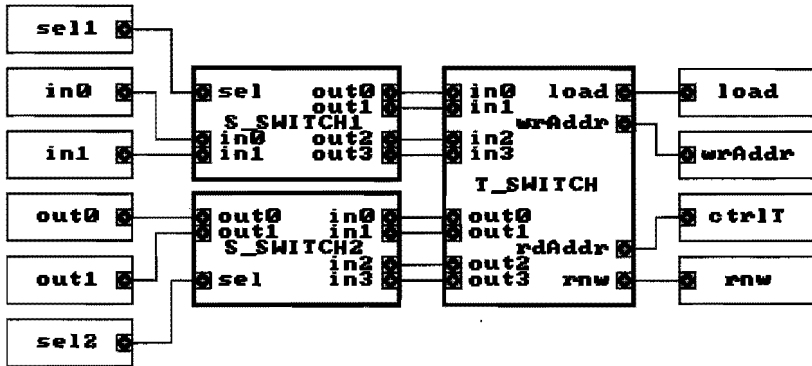 sel1
in0
in1
out0
out1
sel2
sel out0
out1
S_SWITCH1
in0 out2
in1 out3
out0 in0
out1 in1
S_SWITCH2
in2
sel in3
in0 load
in1
wrAddr
in2
in3
T_SWITCH
out0
out1
rdAddr
out2
out3 rnw
load
wrAddr
ctrlT
rnw